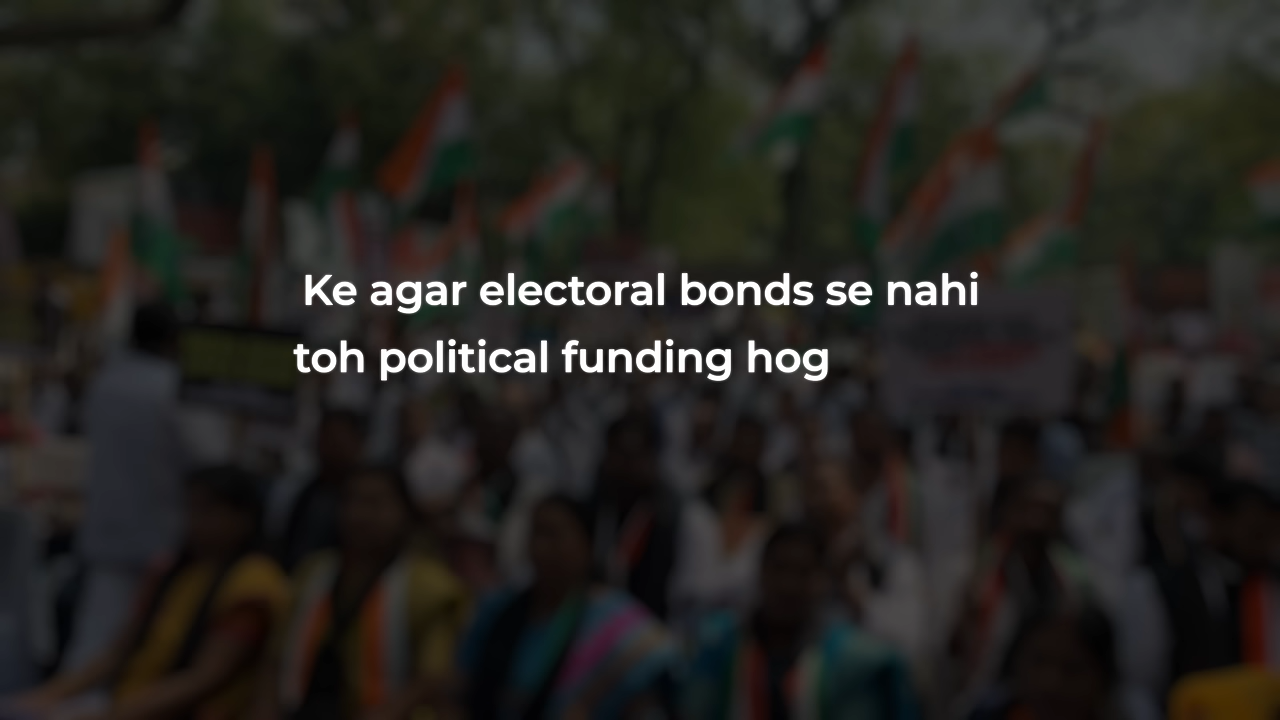 Ke agar electoral bonds se nahi
toh political funding hog